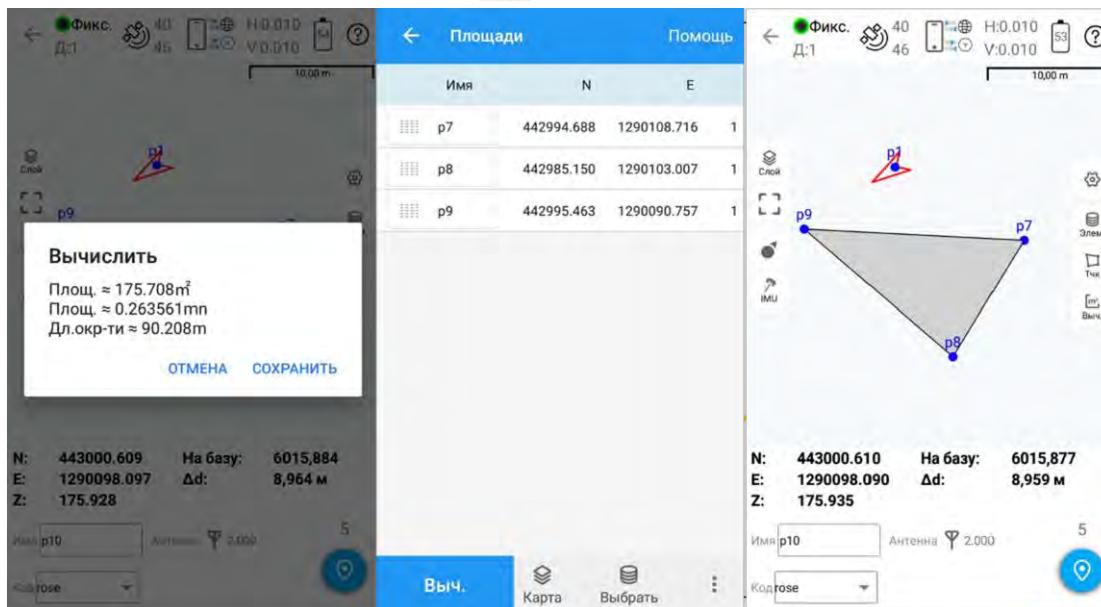 Фикс. 40 H:0.010 54
Д:1 46 V:0.010
10,00 m
p1
Слой
p9
Вычислить
Площ. ≈ 175.708m²
Площ. ≈ 0.263561mn
Дл.окр-ти ≈ 90.208m
ОТМЕНА СОХРАНИТЬ
N: 443000.609 На базу: 6015,884
E: 1290098.097 Δd: 8,964 м
Z: 175.928
5
Имя p10 Антенна 2.000
Код rose
Площади Помощь
Имя N E
p7 442994.688 1290108.716 1
p8 442985.150 1290103.007 1
p9 442995.463 1290090.757 1
Выч. Карта Выбрать
Фикс. 40 H:0.010 53
Д:1 46 V:0.010
10,00 m
p1
Слой
p9
p7
Элем
Тчк
IMU
Выч
p8
N: 443000.610 На базу: 6015,877
E: 1290098.090 Δd: 8,959 м
Z: 175.935
5
Имя p10 Антенна 2.000
Код rose